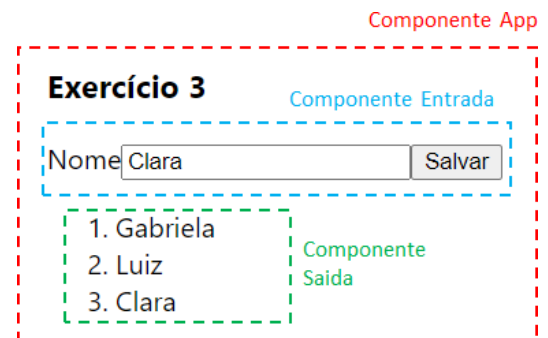 Componente App
Exercício 3
Componente Entrada
Nome Clara Salvar
1. Gabriela
2. Luiz
3. Clara
Componente
Saida